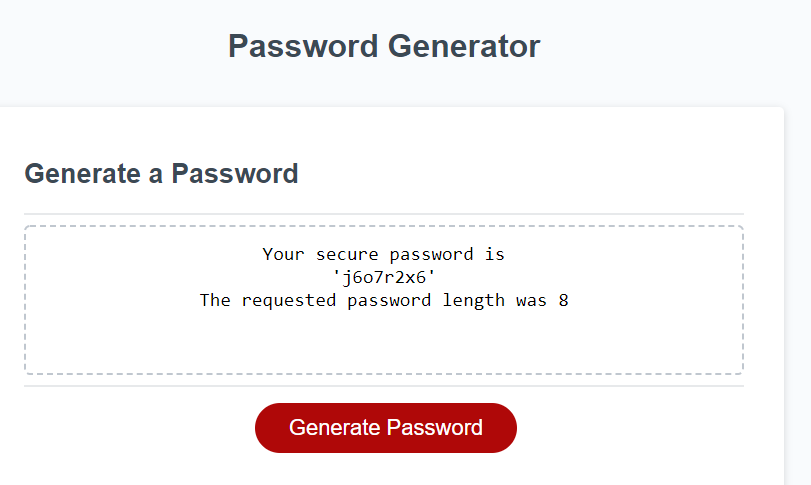 Password Generator
Generate a Password
Your secure password is
'j6o7r2x6'
The requested password length was 8
Generate Password